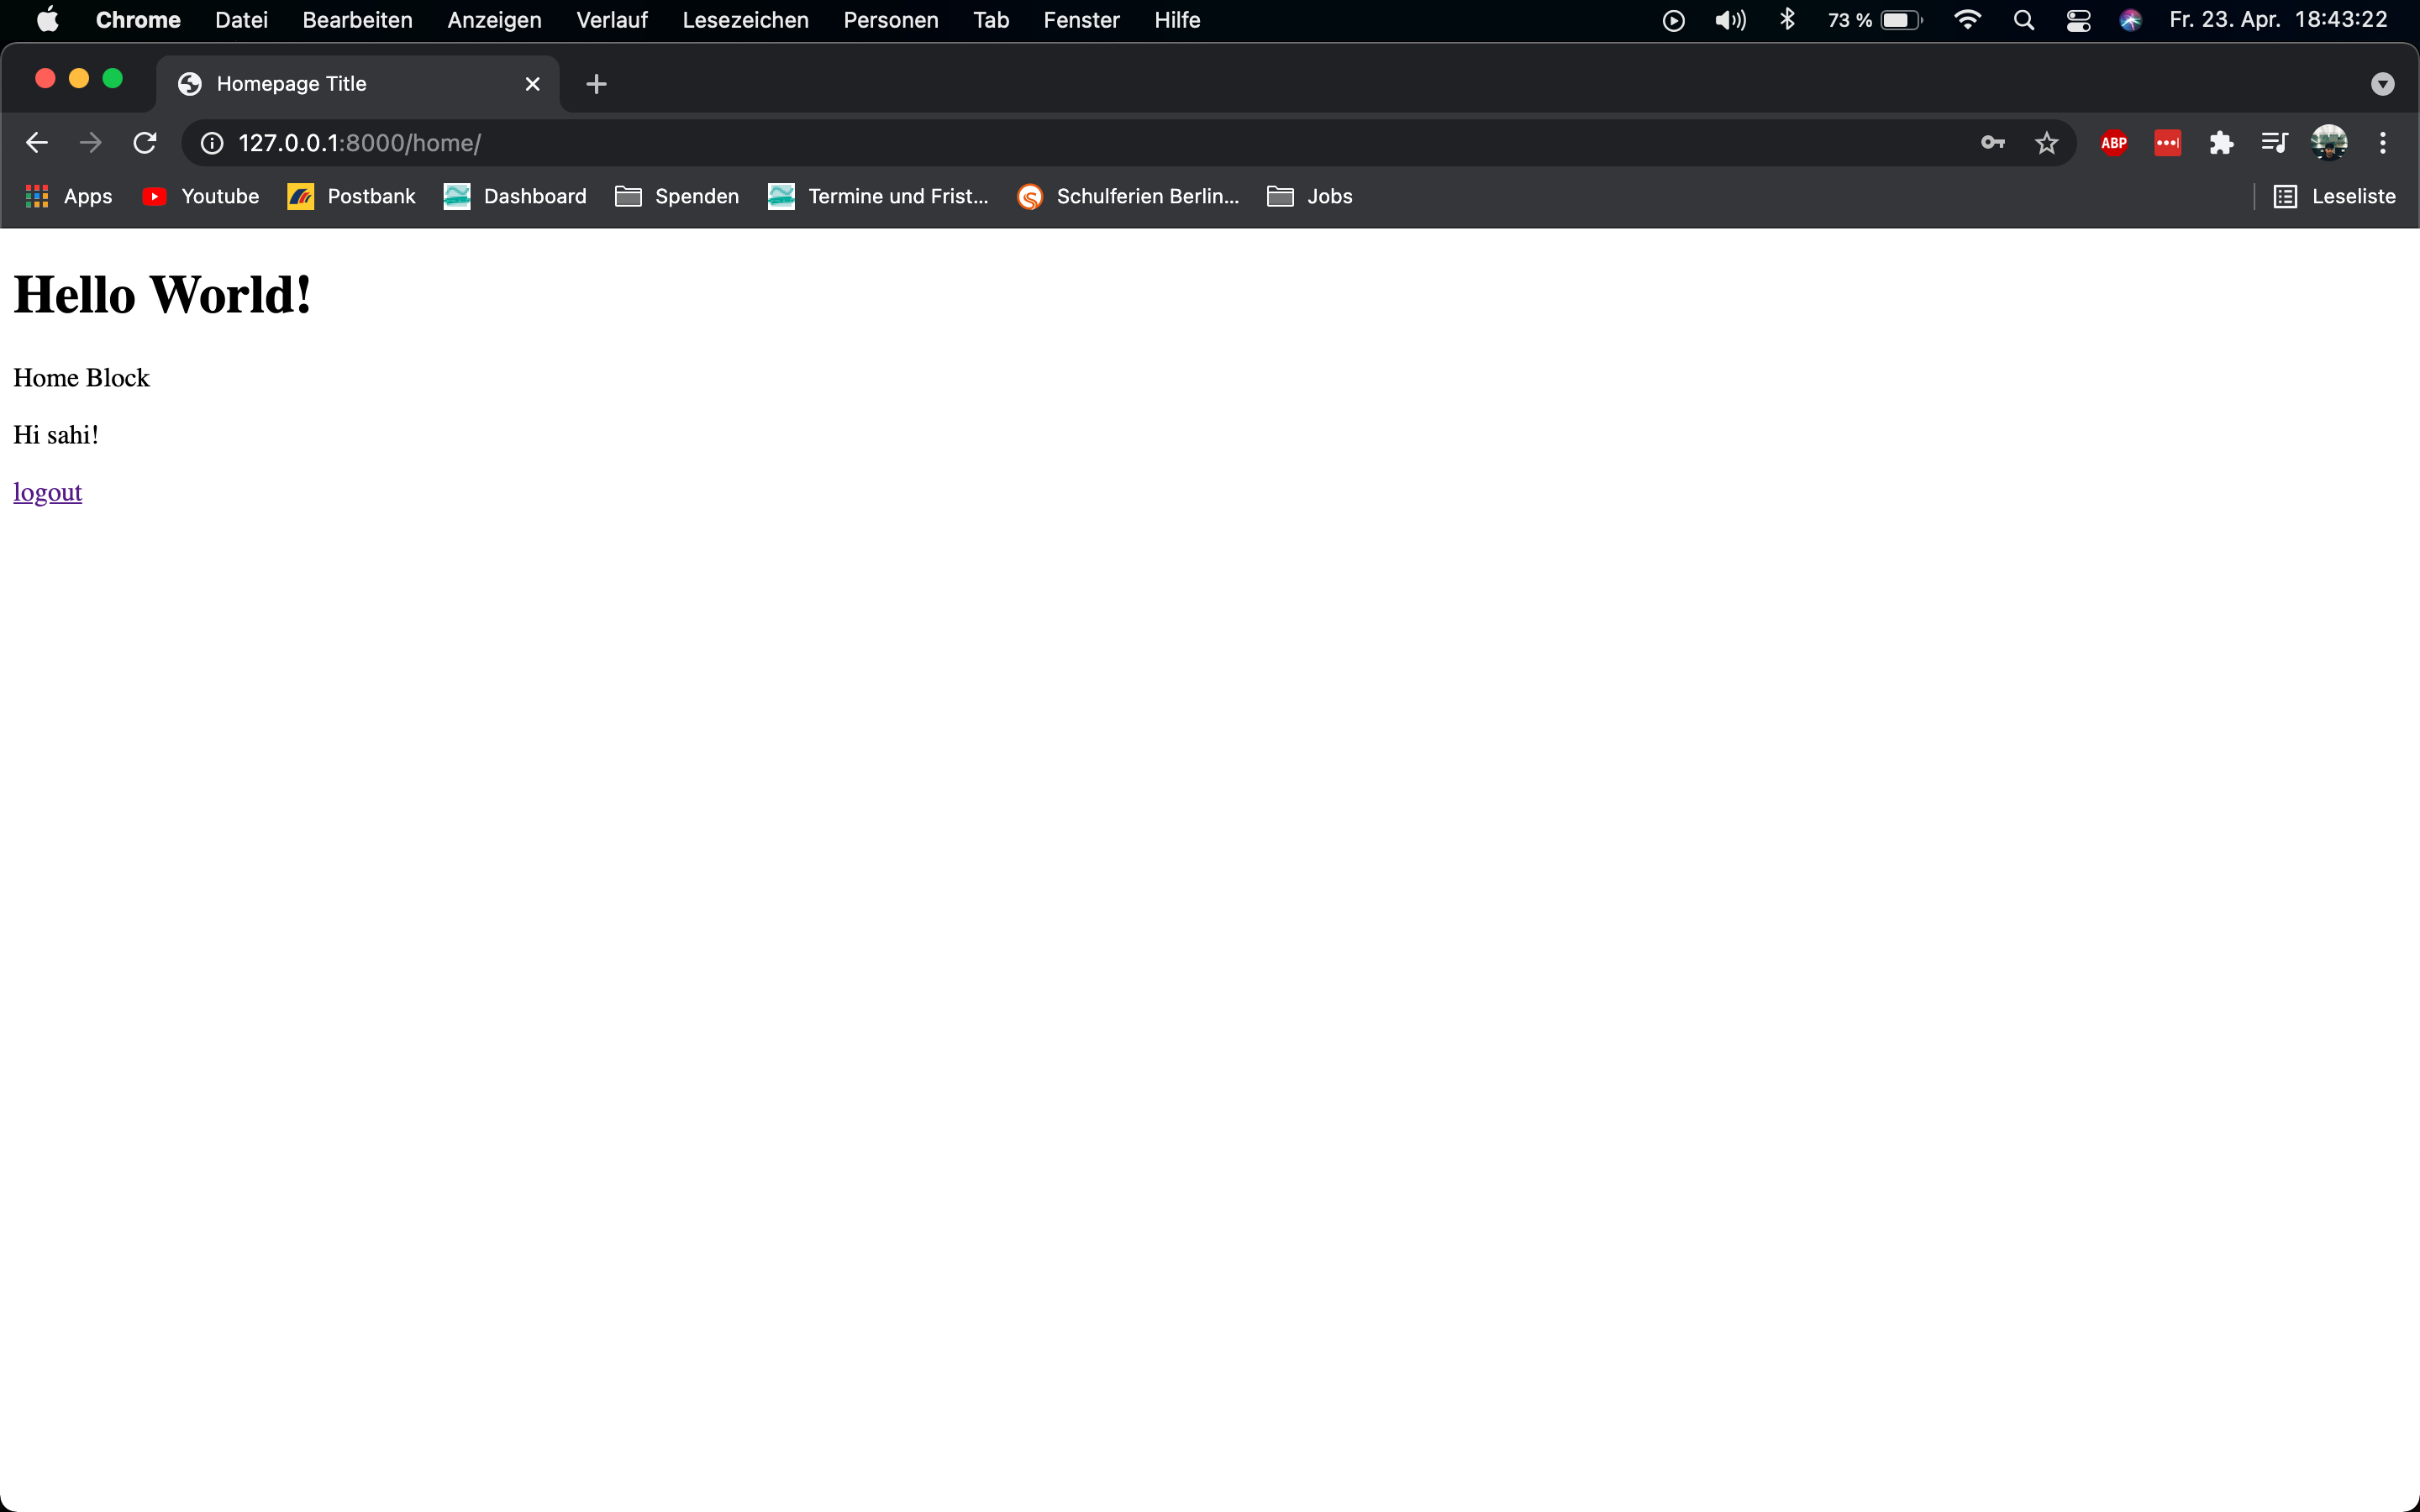 Chrome Datei Bearbeiten Anzeigen Verlauf Lesezeichen Personen Tab Fenster Hilfe 73 % Fr. 23. Apr. 18:43:22
Homepage Title
127.0.0.1:8000/home/ ABP
Apps Youtube Postbank Dashboard Spenden Termine und Frist... Schulferien Berlin... Jobs Leseliste
Hello World!
Home Block
Hi sahi!
logout